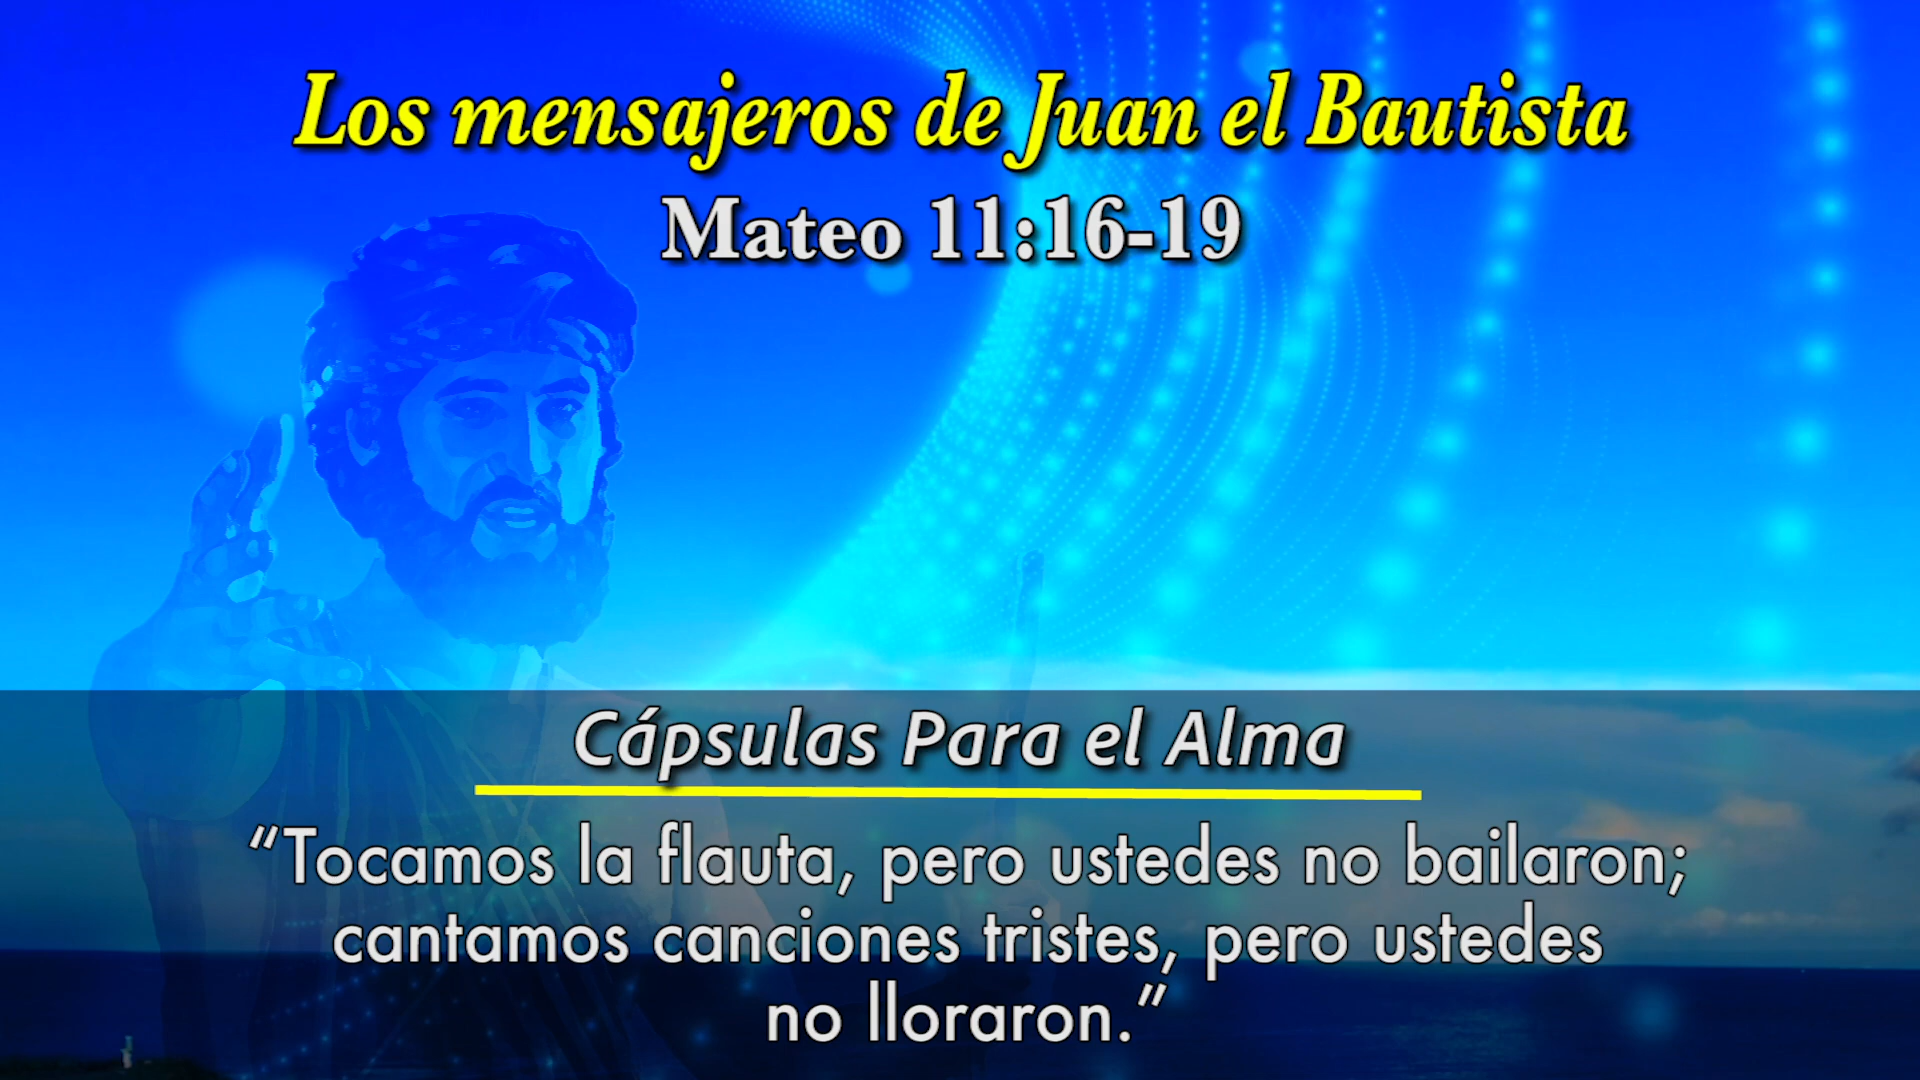 Los mensajeros de Juan el Bautista
Mateo 11:16-19
Cápsulas Para el Alma
“Tocamos la flauta, pero ustedes no bailaron;
cantamos canciones tristes, pero ustedes
no lloraron.”